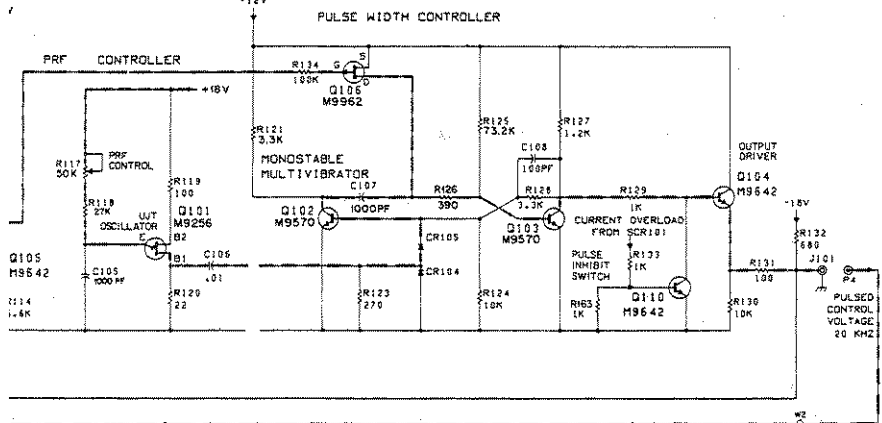 PULSE WIDTH CONTROLLER
PRF CONTROLLER
R134
100K
G
S
D
Q106
M9962
+18V
R121
3.3K
R125
73.2K
R127
1.2K
C108
100PF
OUTPUT
DRIVER
Q104
M9642
R117
50K
PRF
CONTROL
R118
27K
R119
100
UJT
OSCILLATOR
Q101
M9256
E
B2
B1
MONOSTABLE
MULTIVIBRATOR
C107
1000PF
R126
390
R128
3.3K
R129
1K
Q102
M9570
Q103
M9570
CURRENT OVERLOAD
FROM SCR101
R133
1K
-18V
R132
680
Q105
M9642
C105
1000 PF
C106
.01
CR105
CR104
PULSE
INHIBIT
SWITCH
Q110
M9642
R131
100
J101
P4
R120
22
R123
270
R124
18K
R163
1K
R130
10K
PULSED
CONTROL
VOLTAGE
20 KHZ
W2